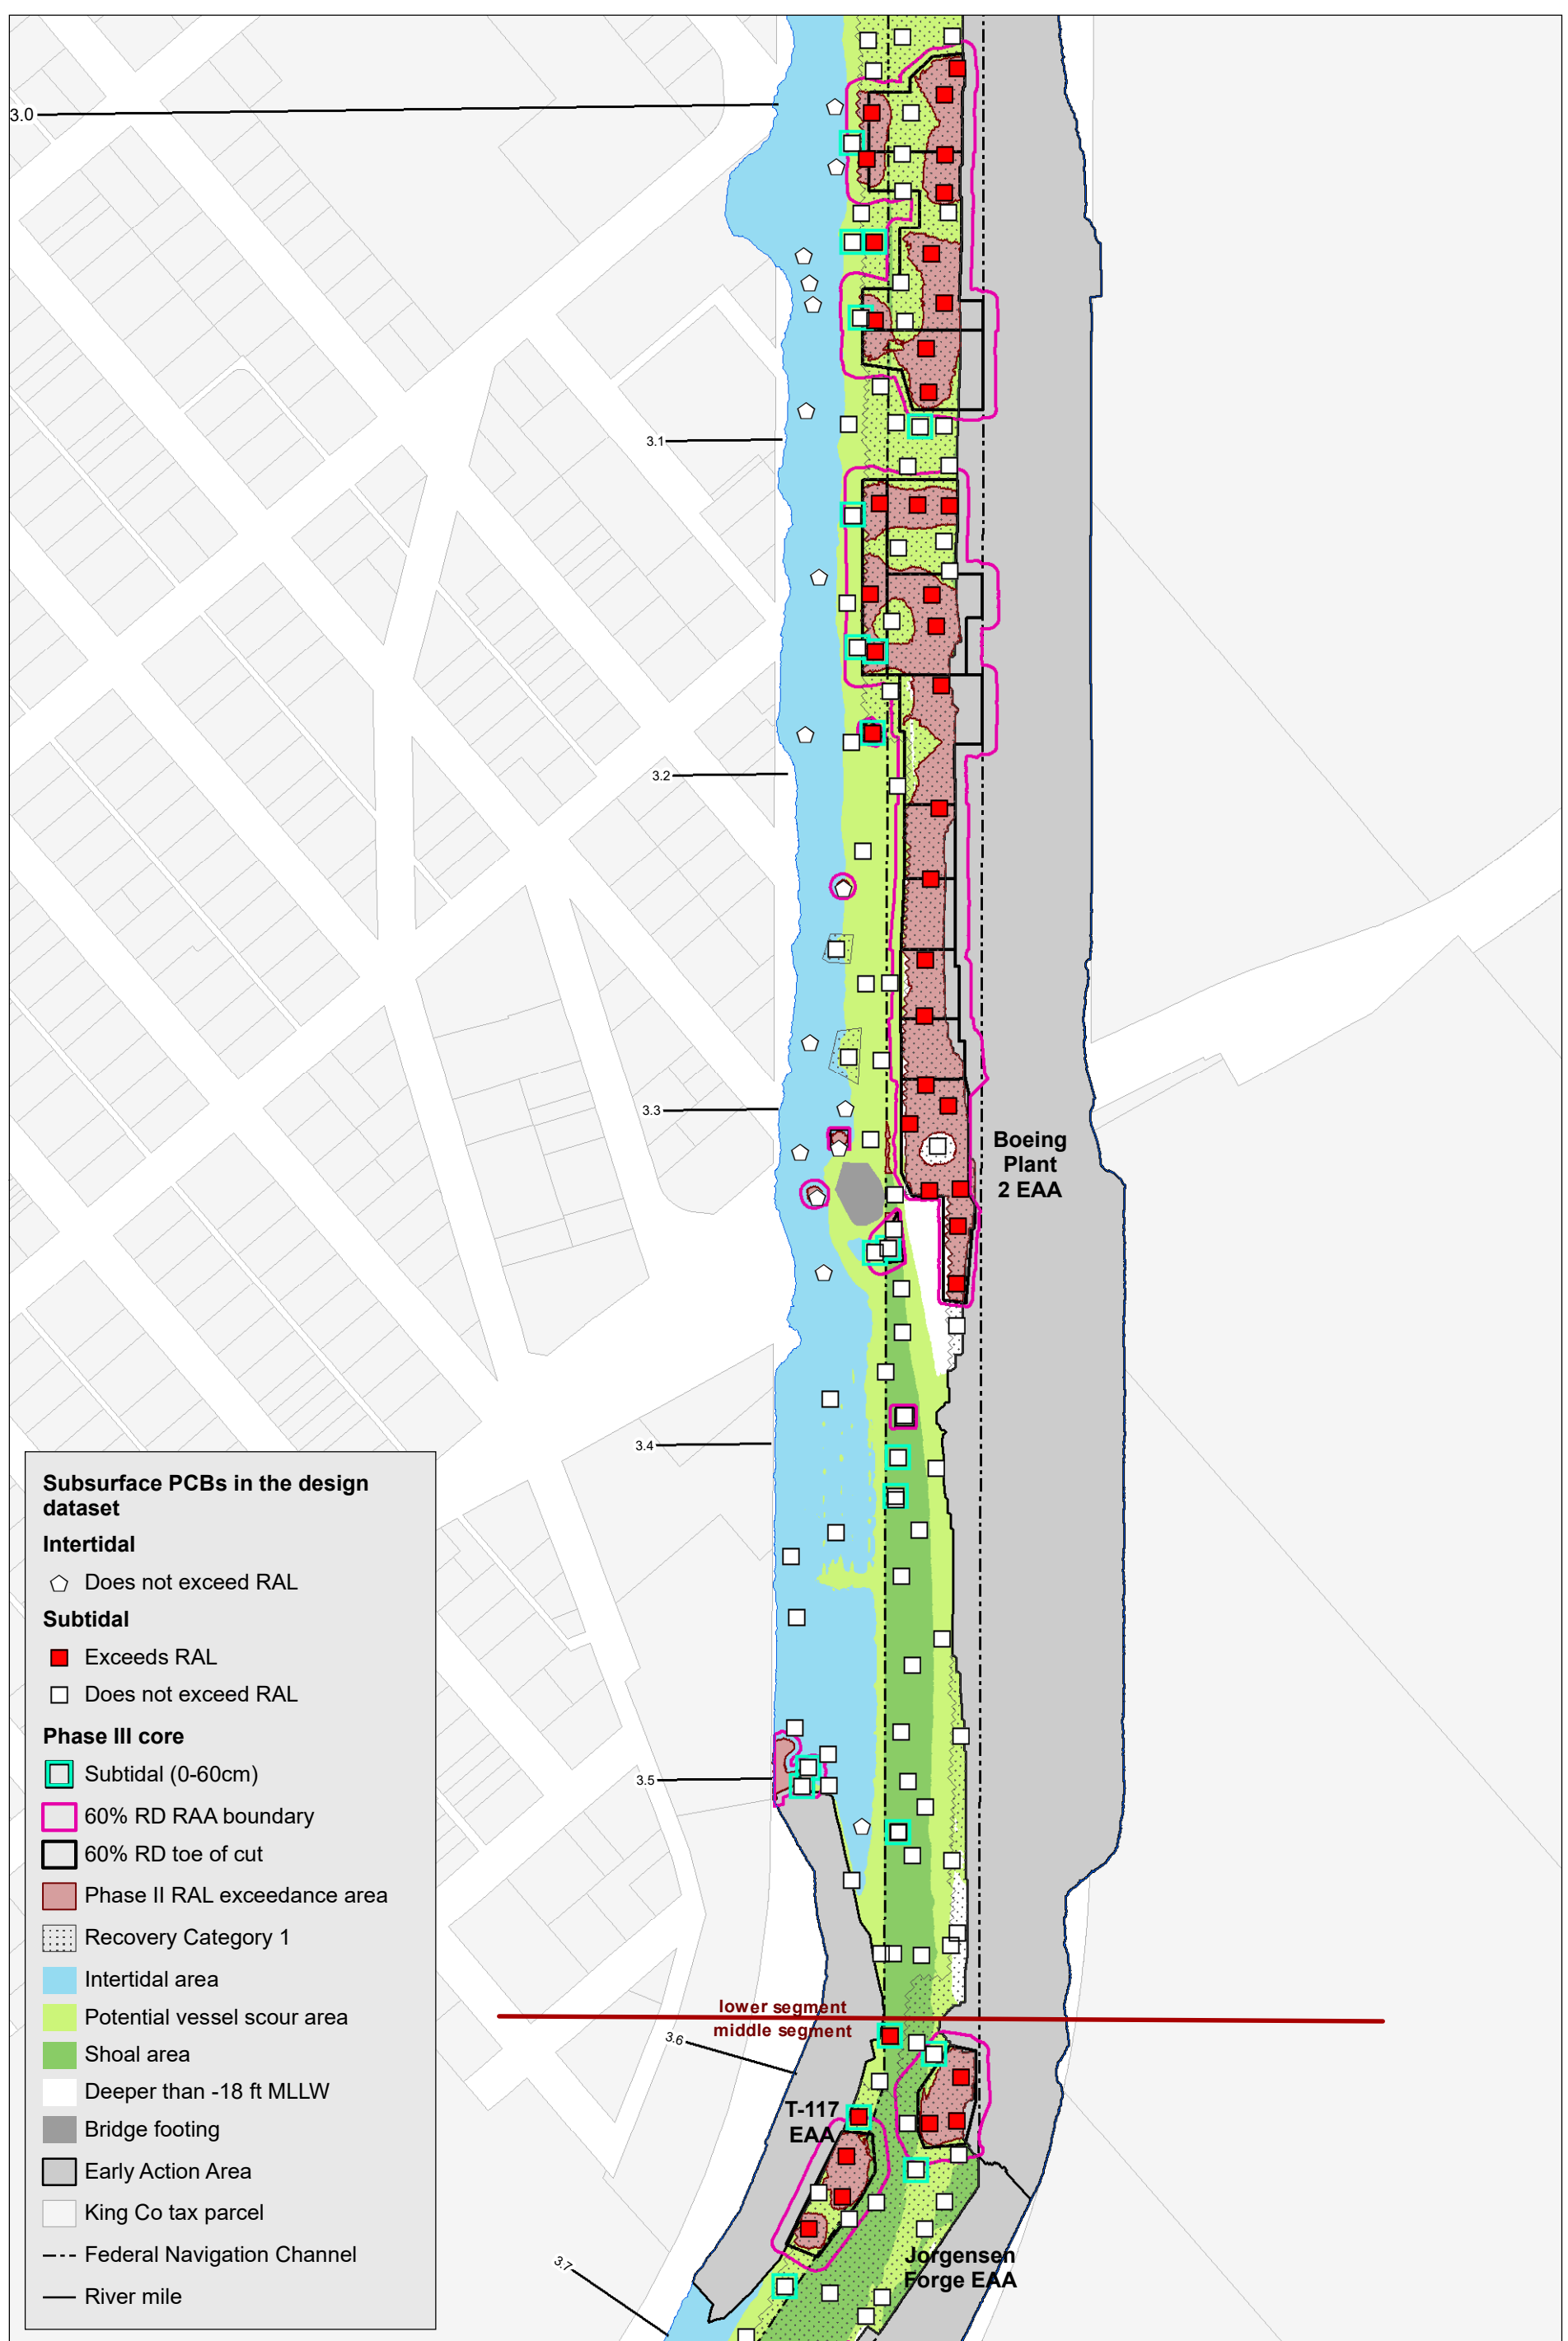 3.0
3.1
3.2
3.3
Boeing
Plant
2 EAA
3.4
3.5
lower segment
middle segment
3.6
T-117
EAA
Jorgensen
Forge EAA
3.7
Subsurface PCBs in the design
dataset
Intertidal
Does not exceed RAL
Subtidal
Exceeds RAL
Does not exceed RAL
Phase III core
Subtidal (0-60cm)
60% RD RAA boundary
60% RD toe of cut
Phase II RAL exceedance area
Recovery Category 1
Intertidal area
Potential vessel scour area
Shoal area
Deeper than -18 ft MLLW
Bridge footing
Early Action Area
King Co tax parcel
Federal Navigation Channel
River mile